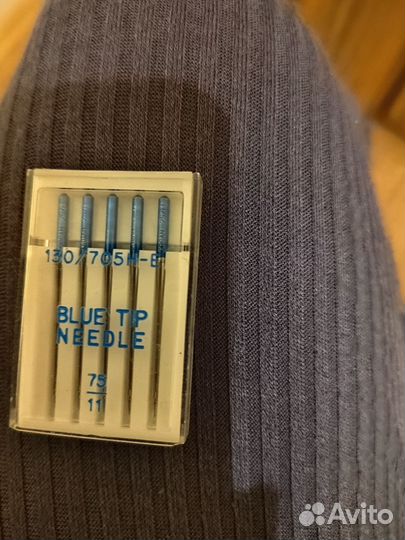 130/705H-E
BLUE TIP
NEEDLE
75
11
Avito